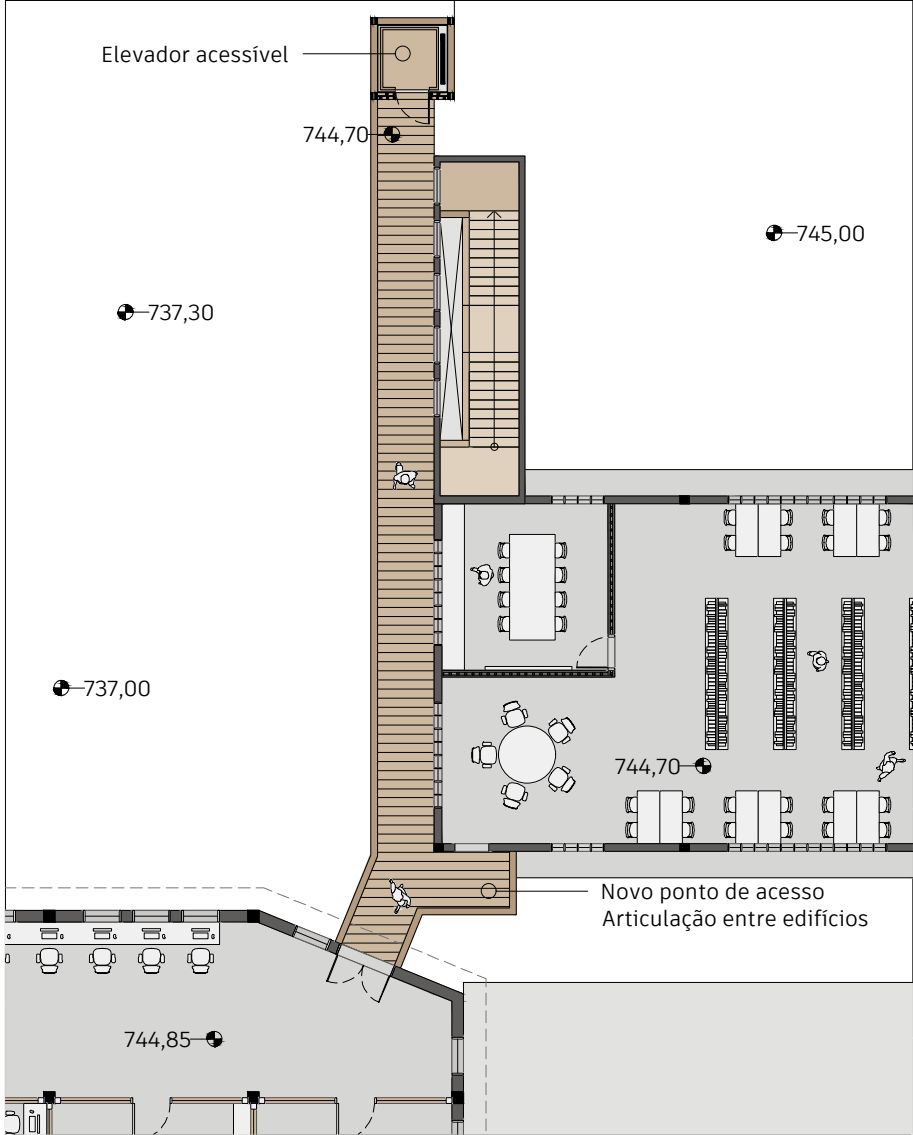 Elevador acessível
744,70
745,00
737,30
737,00
744,70
Novo ponto de acesso
Articulação entre edifícios
744,85